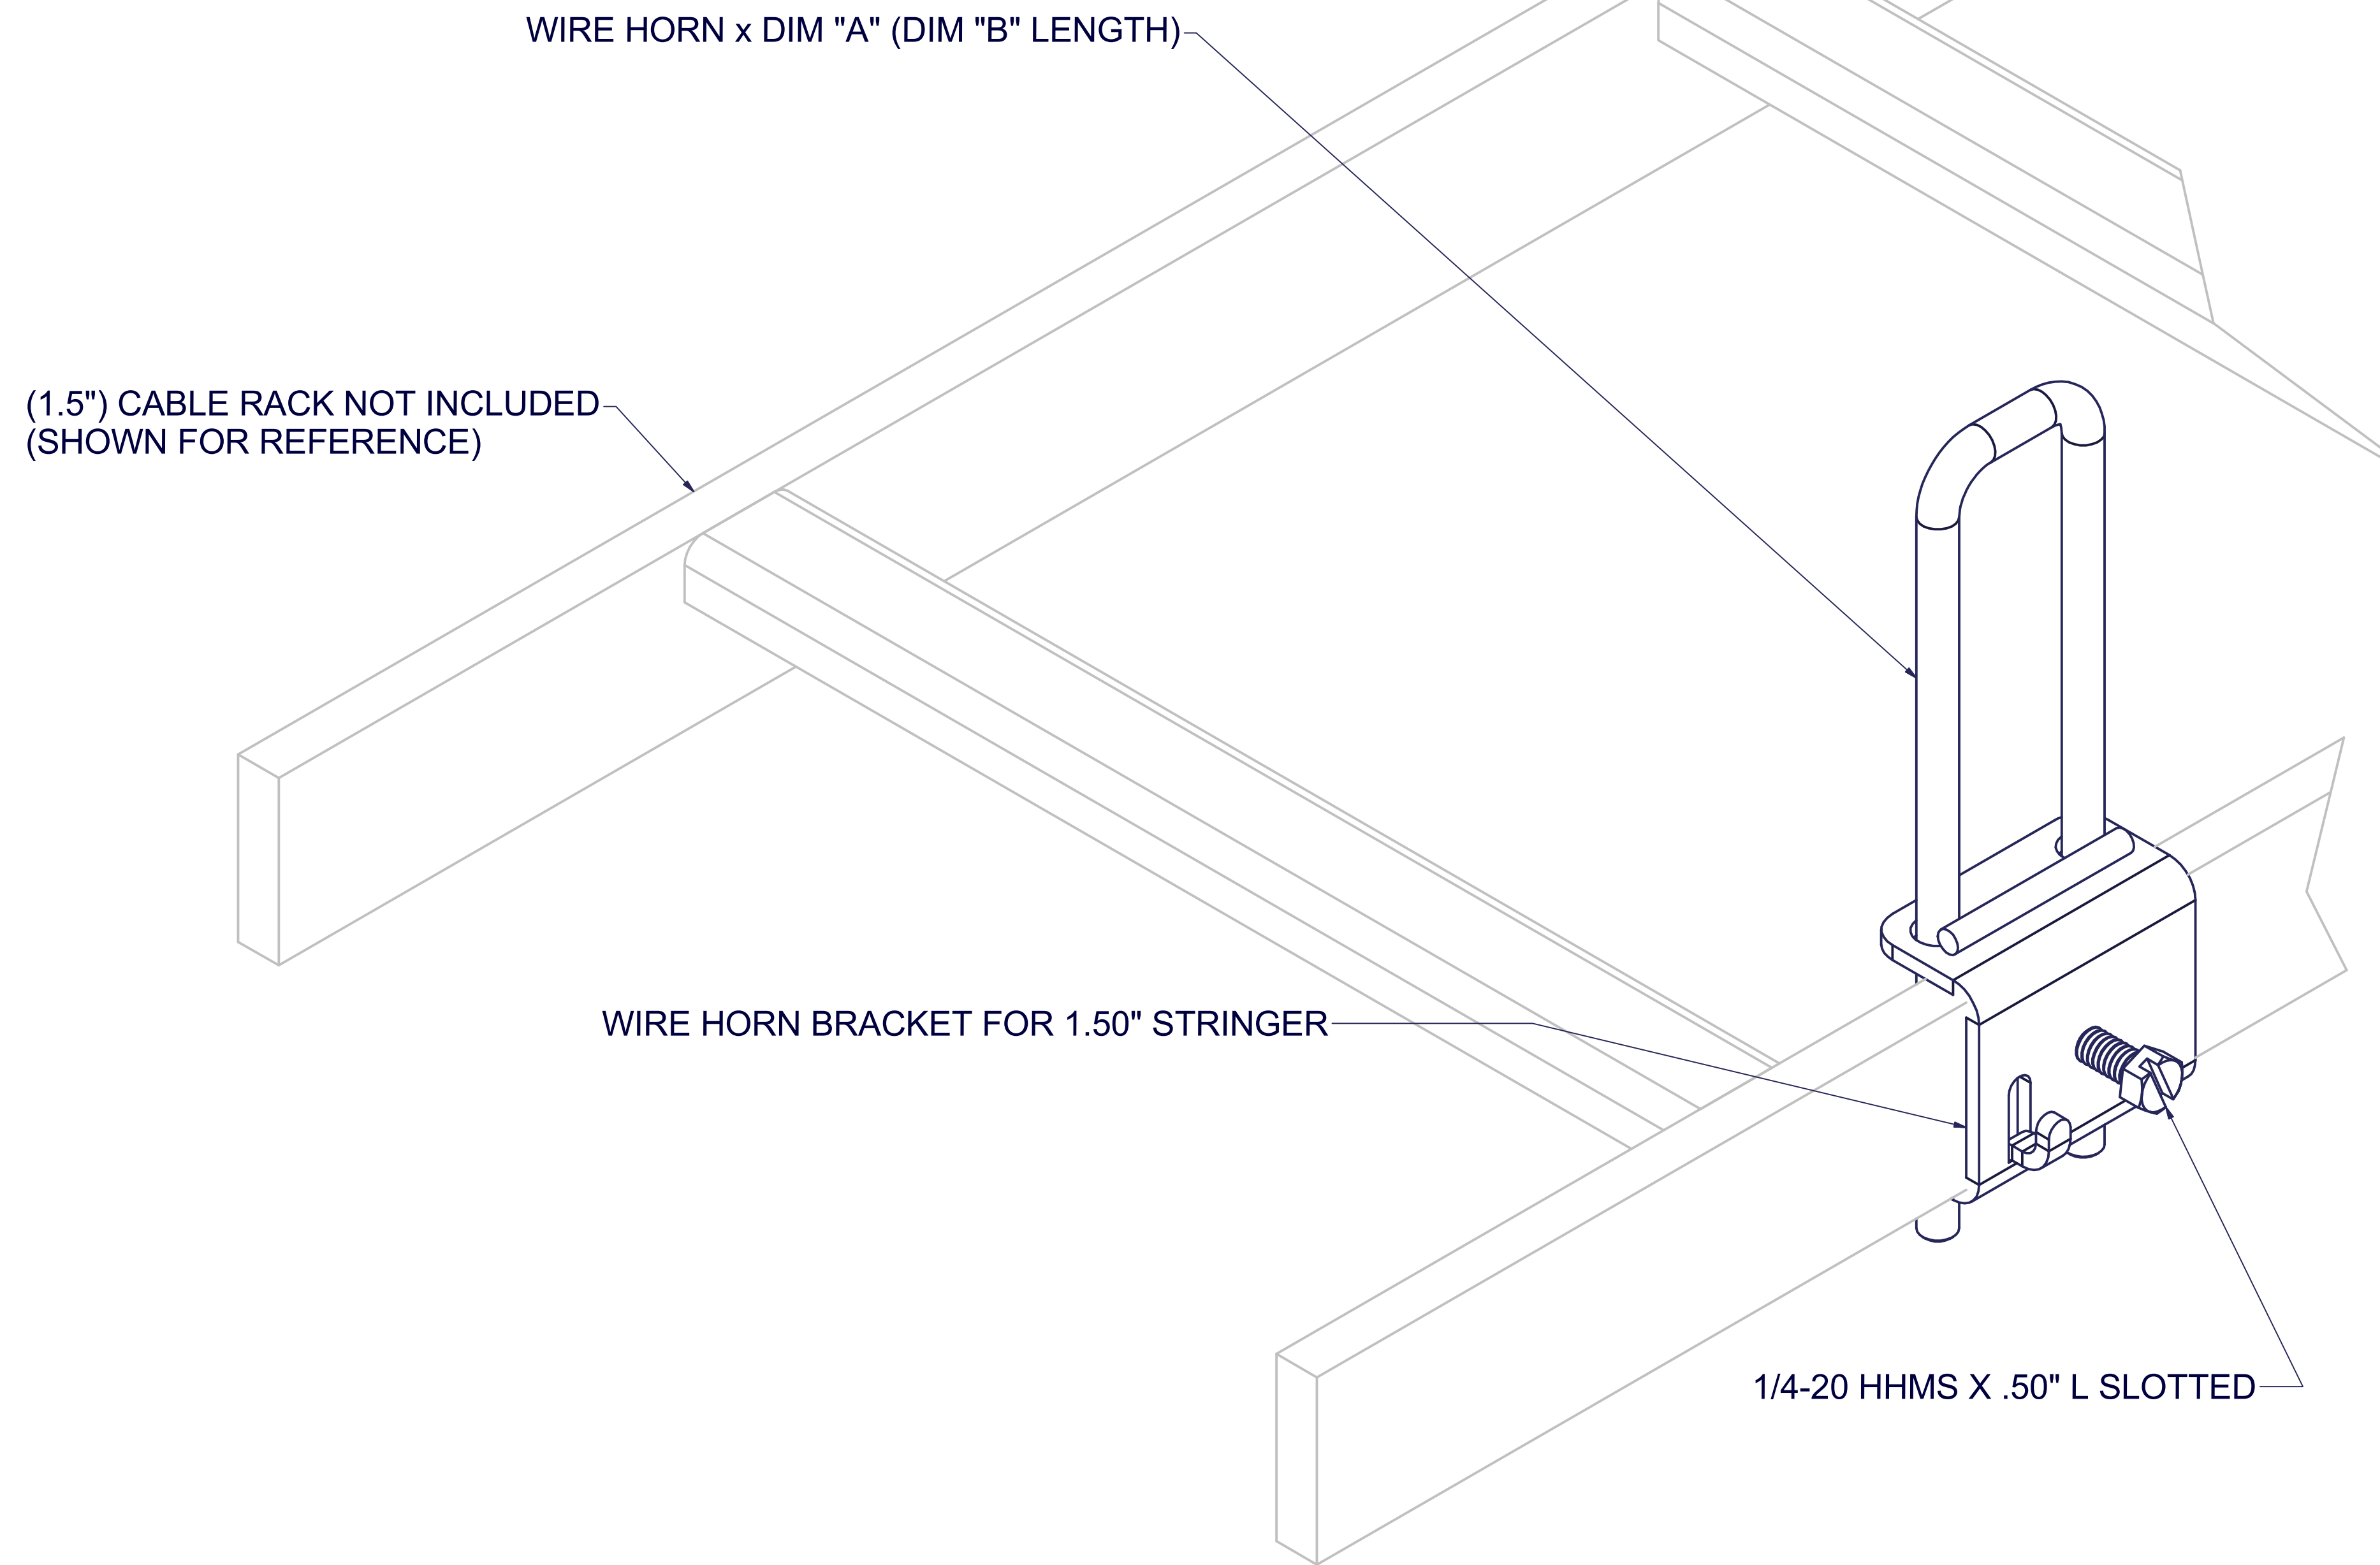 WIRE HORN x DIM "A" (DIM "B" LENGTH)
(1.5") CABLE RACK NOT INCLUDED
(SHOWN FOR REFERENCE)
WIRE HORN BRACKET FOR 1.50" STRINGER
1/4-20 HHMS X .50" L SLOTTED